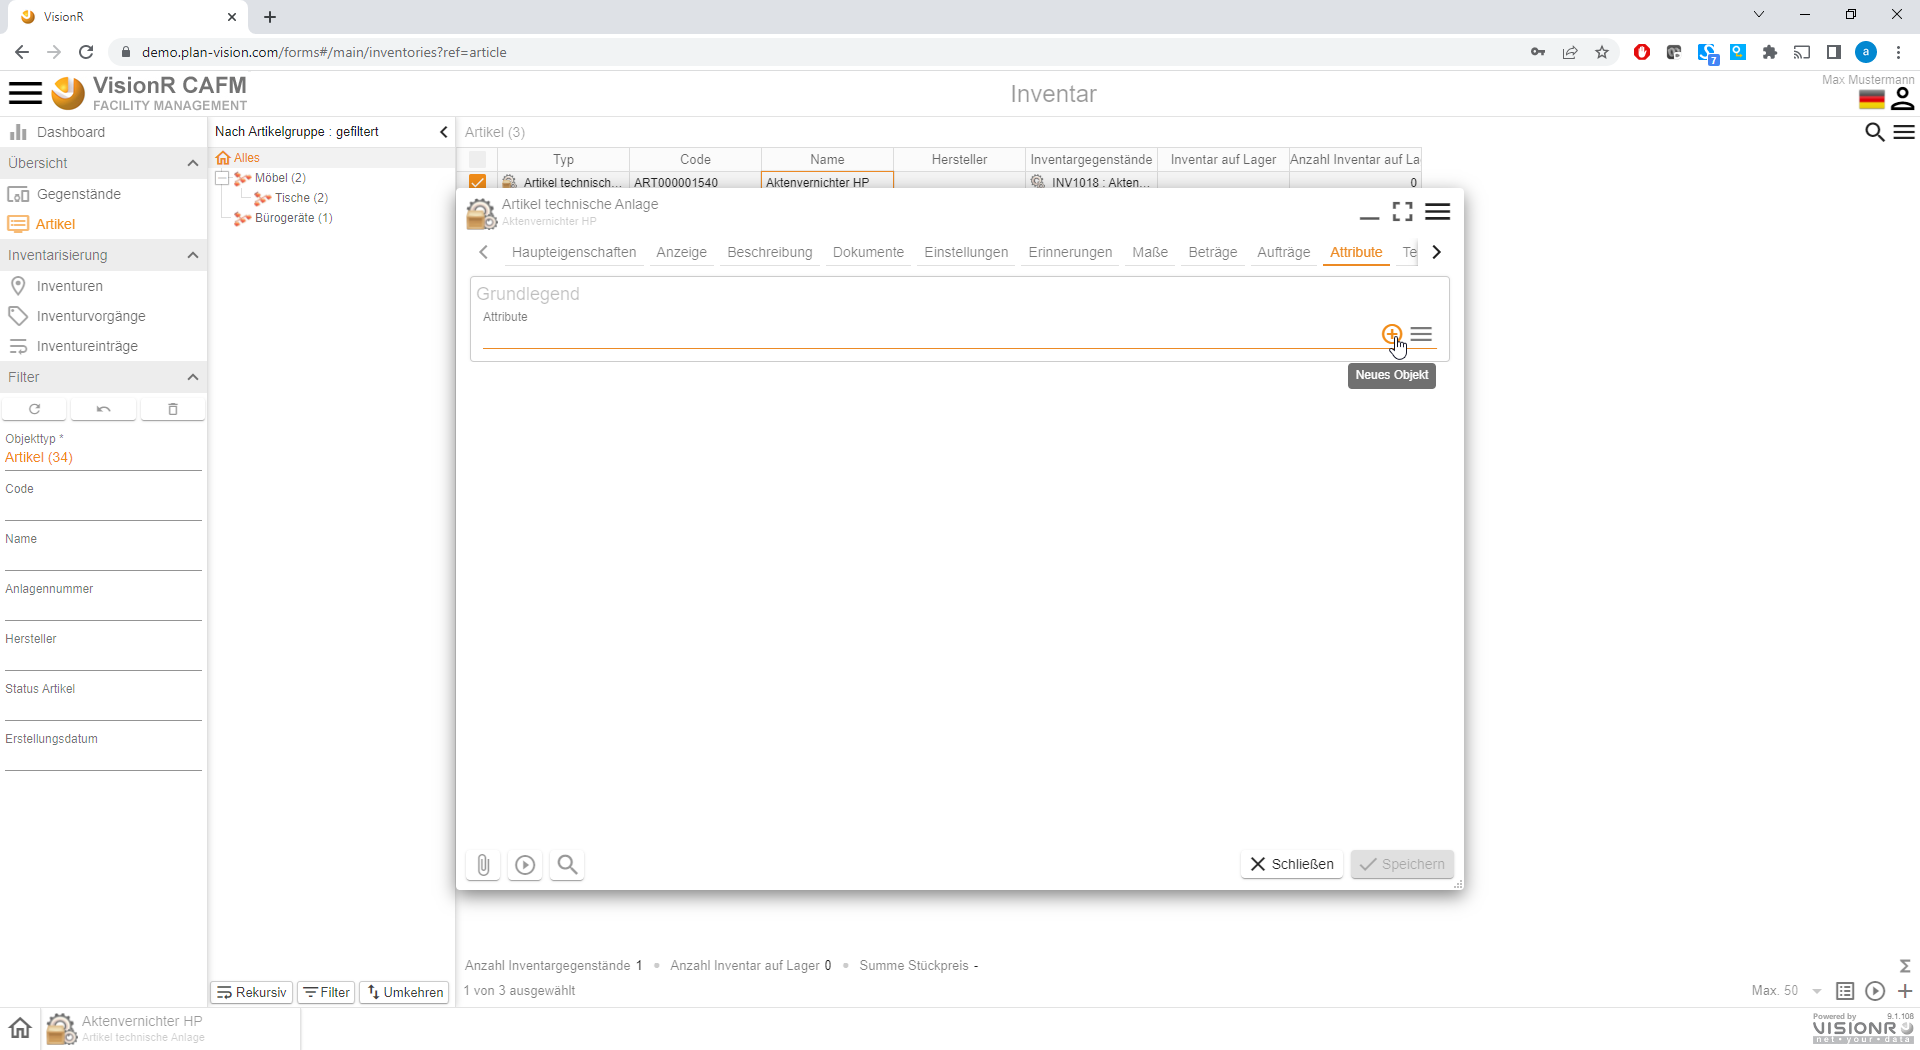 VisionR
demo.plan-vision.com/forms#/main/inventories?ref=article
7
a
VisionR CAFM
FACILITY MANAGEMENT
Inventar
Max Mustermann
Dashboard
Übersicht
Gegenstände
Artikel
Inventarisierung
Inventuren
Inventurvorgänge
Inventureinträge
Filter
Objekttyp *
Artikel (34)
Code
Name
Anlagennummer
Hersteller
Status Artikel
Erstellungsdatum
Nach Artikelgruppe : gefiltert
Alles
Möbel (2)
Tische (2)
Bürogeräte (1)
Rekursiv
Filter
Umkehren
Artikel (3)
Typ Code Name Hersteller Inventargegenstände Inventar auf Lager Anzahl Inventar auf La
Artikel technisch... ART000001540 Aktenvernichter HP INV1018 : Akten... 0
Artikel technische Anlage
Aktenvernichter HP
Haupteigenschaften Anzeige Beschreibung Dokumente Einstellungen Erinnerungen Maße Beträge Aufträge Attribute Te
Grundlegend
Attribute
Neues Objekt
Schließen
Speichern
Anzahl Inventargegenstände 1 • Anzahl Inventar auf Lager 0 • Summe Stückpreis -
1 von 3 ausgewählt
Max. 50
Aktenvernichter HP
Artikel technische Anlage
Powered by 9.1.108
VISIONR
net • your • data